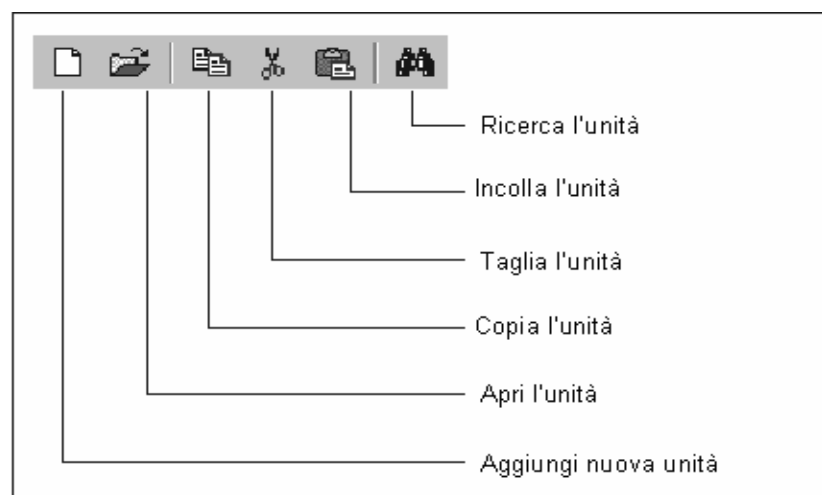 Ricerca l'unità
Incolla l'unità
Taglia l'unità
Copia l'unità
Apri l'unità
Aggiungi nuova unità